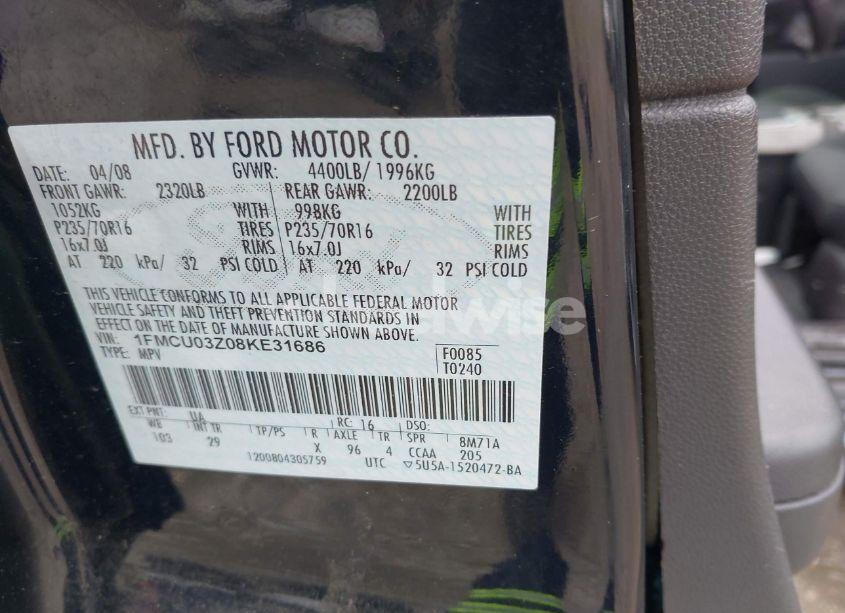 MFD. BY FORD MOTOR CO.
DATE: 04/08 GVWR: 4400LB/ 1996KG
FRONT GAWR: 2320LB REAR GAWR: 2200LB
1052KG WITH 998KG WITH
P235/70R16 TIRES P235/70R16 TIRES
16x7.0J RIMS 16x7.0J RIMS
AT 220 kPa/ 32 PSI COLD AT 220 kPa/ 32 PSI COLD
THIS VEHICLE CONFORMS TO ALL APPLICABLE FEDERAL MOTOR
VEHICLE SAFETY AND THEFT PREVENTION STANDARDS IN
EFFECT ON THE DATE OF MANUFACTURE SHOWN ABOVE.
VIN: 1FMCU03Z08KE31686 F0085
TYPE: MPV T0240
EXT PNT: UA RC: 16 DSO:
WB INT TR TP/PS R AXLE TR SPR 8M71A
103 29 X 96 4 CCAA 205
1200804305759 UTC ▽5U5A-1520472-BA